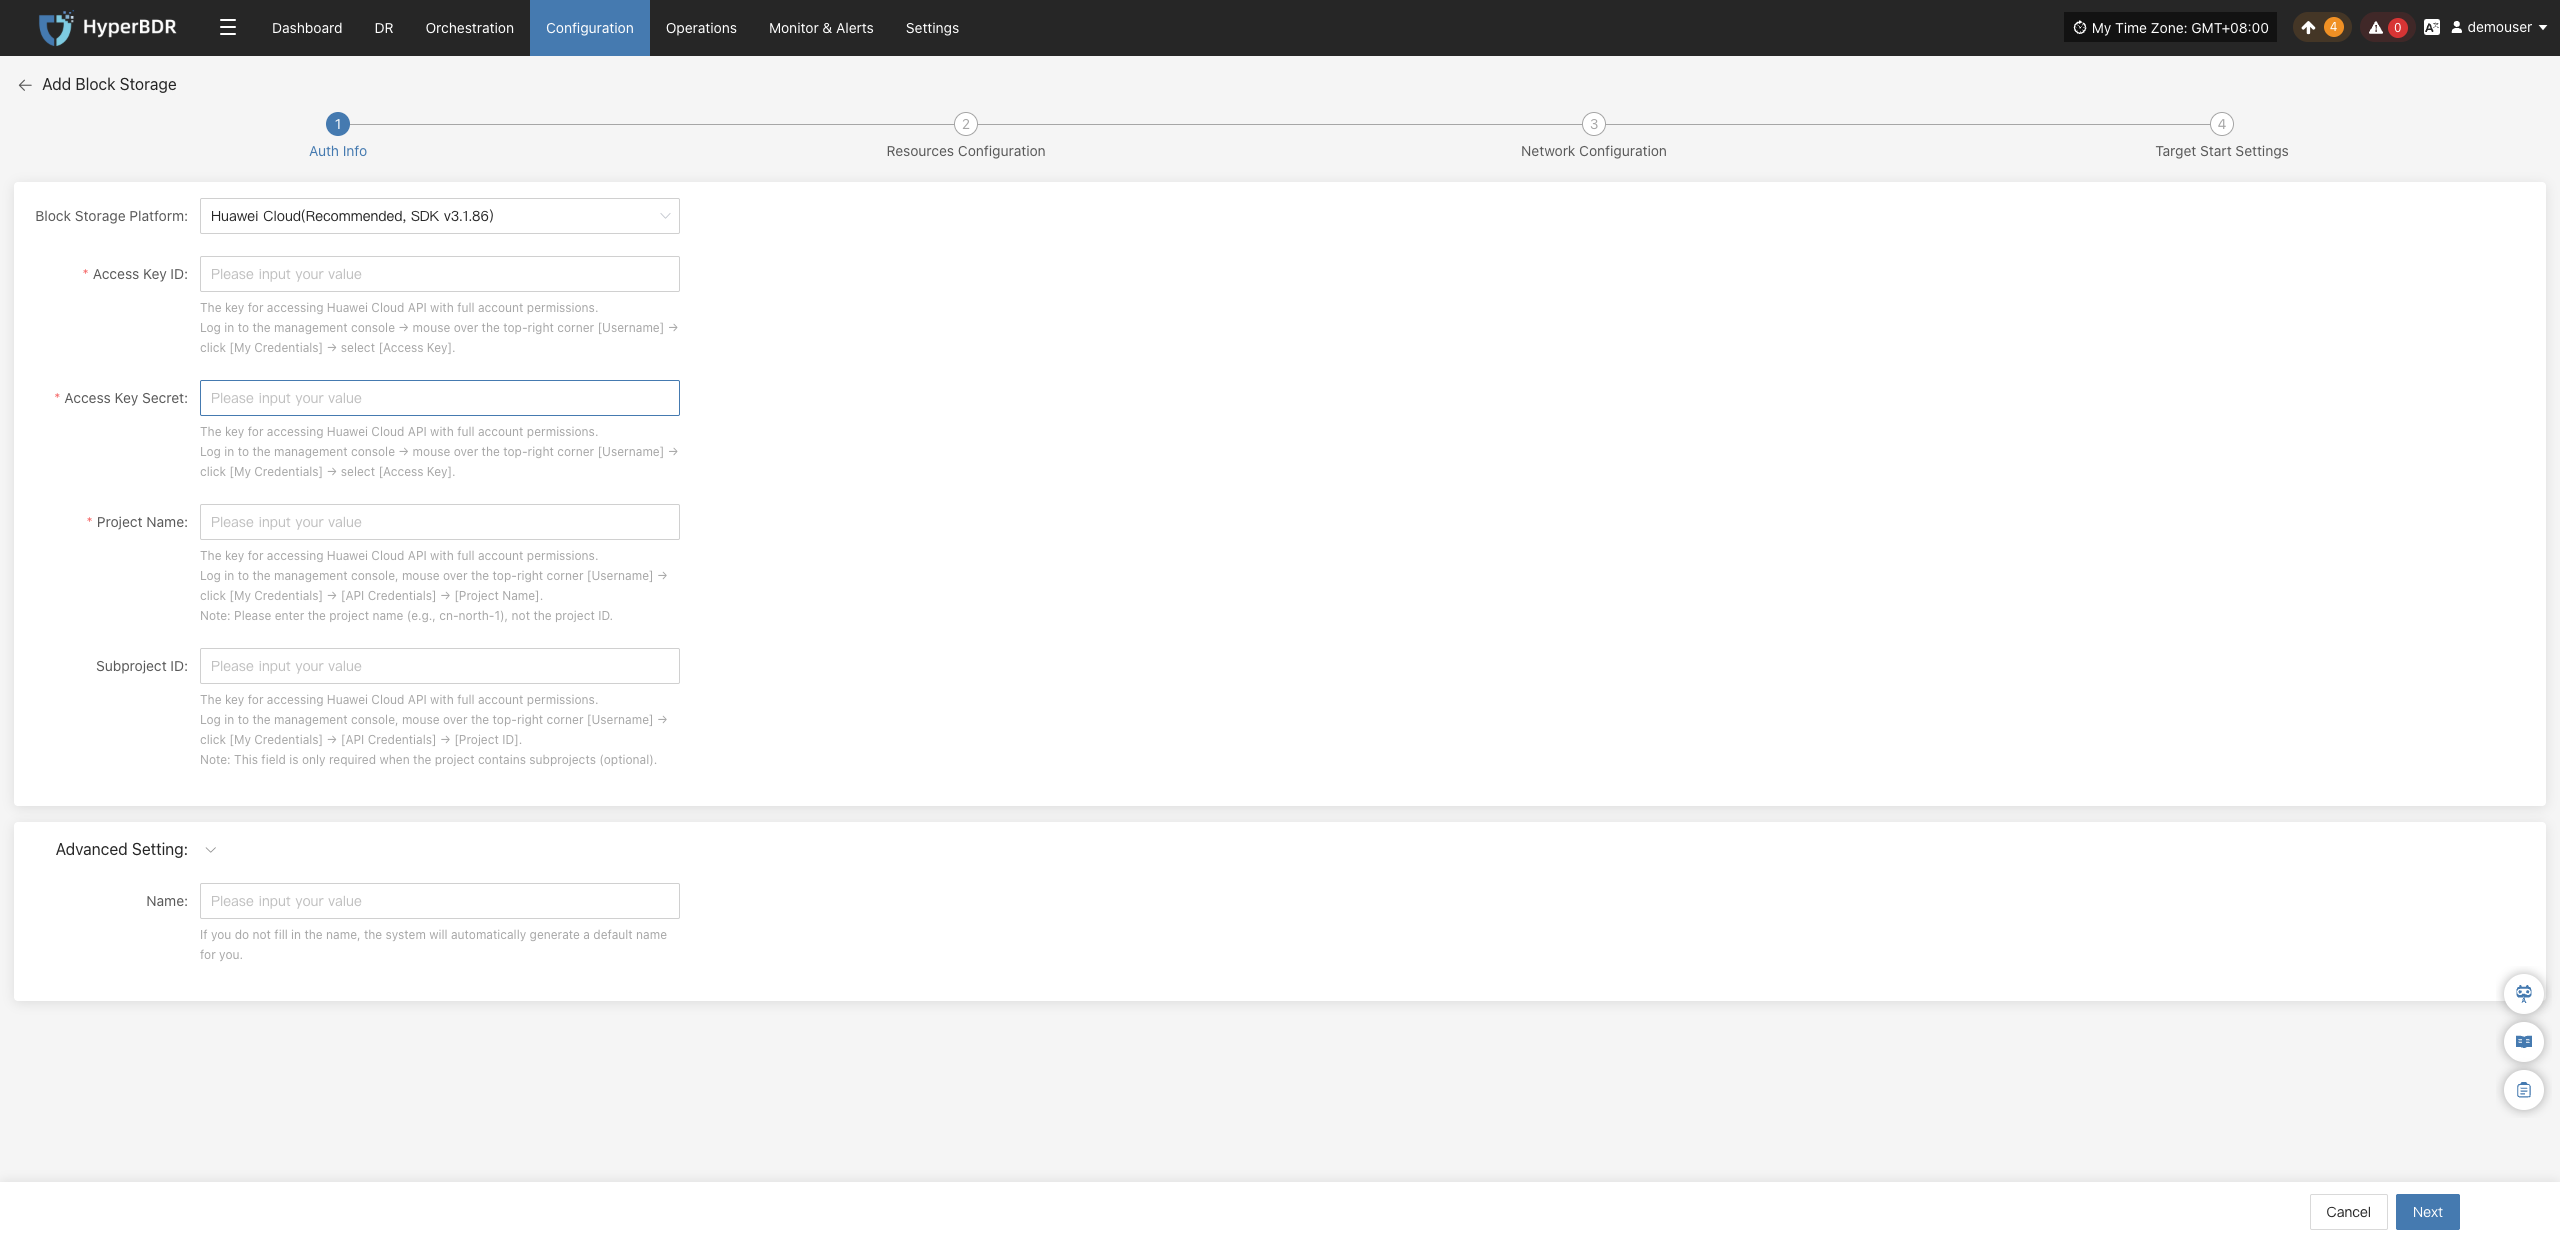 HyperBDR
Dashboard
DR
Orchestration
Configuration
Operations
Monitor & Alerts
Settings
My Time Zone: GMT+08:00
4
0
demouser
Add Block Storage
1
2
3
4
Auth Info
Resources Configuration
Network Configuration
Target Start Settings
Block Storage Platform:
Huawei Cloud(Recommended, SDK v3.1.86)
* Access Key ID:
Please input your value
The key for accessing Huawei Cloud API with full account permissions.
Log in to the management console → mouse over the top-right corner [Username] →
click [My Credentials] → select [Access Key].
* Access Key Secret:
Please input your value
The key for accessing Huawei Cloud API with full account permissions.
Log in to the management console → mouse over the top-right corner [Username] →
click [My Credentials] → select [Access Key].
* Project Name:
Please input your value
The key for accessing Huawei Cloud API with full account permissions.
Log in to the management console, mouse over the top-right corner [Username] →
click [My Credentials] → [API Credentials] → [Project Name].
Note: Please enter the project name (e.g., cn-north-1), not the project ID.
Subproject ID:
Please input your value
The key for accessing Huawei Cloud API with full account permissions.
Log in to the management console, mouse over the top-right corner [Username] →
click [My Credentials] → [API Credentials] → [Project ID].
Note: This field is only required when the project contains subprojects (optional).
Advanced Setting:
Name:
Please input your value
If you do not fill in the name, the system will automatically generate a default name
for you.
Cancel
Next